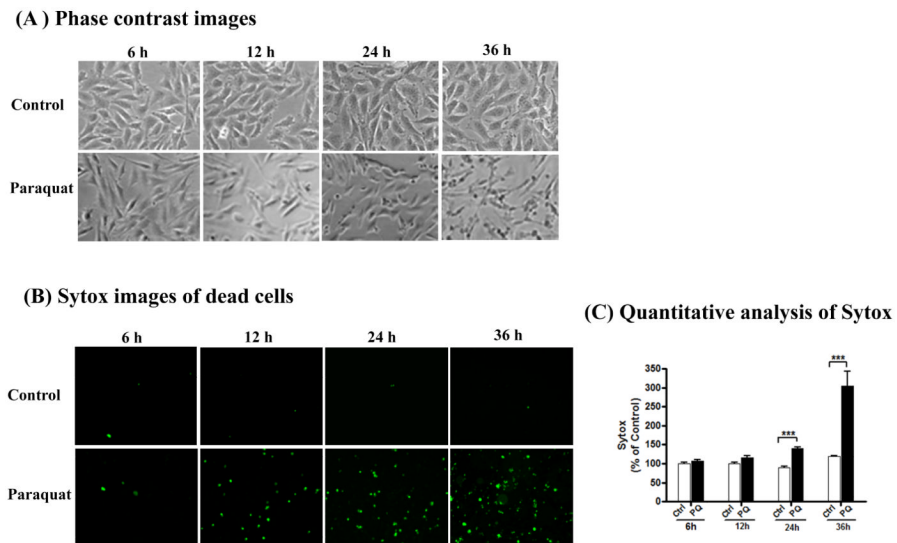 (A ) Phase contrast images
6 h 12 h 24 h 36 h
Control
Paraquat
(B) Sytox images of dead cells
6 h 12 h 24 h 36 h
Control
Paraquat
(C) Quantitative analysis of Sytox
Sytox
(% of Control)
350
300
250
200
150
100
50
0
*** ***
Ctrl PQ Ctrl PQ Ctrl PQ Ctrl PQ
6h 12h 24h 36h